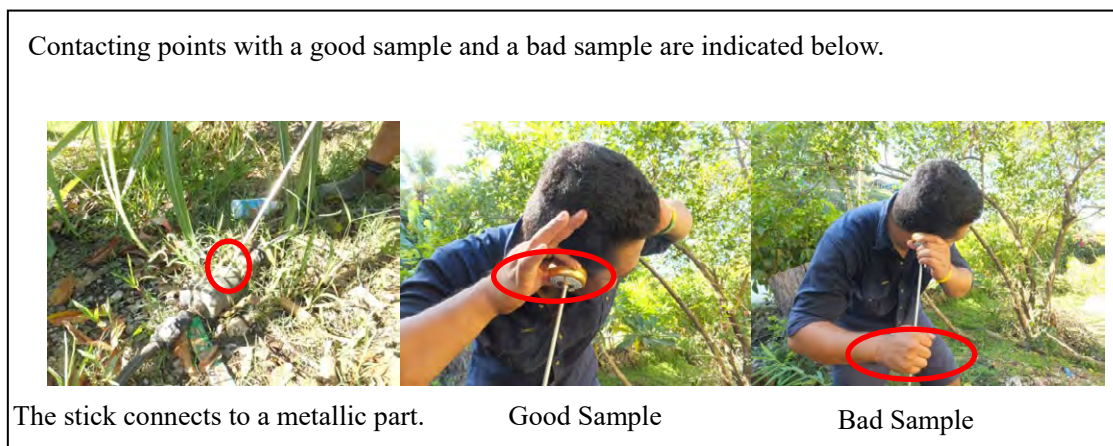 Contacting points with a good sample and a bad sample are indicated below.
The stick connects to a metallic part.
Good Sample
Bad Sample